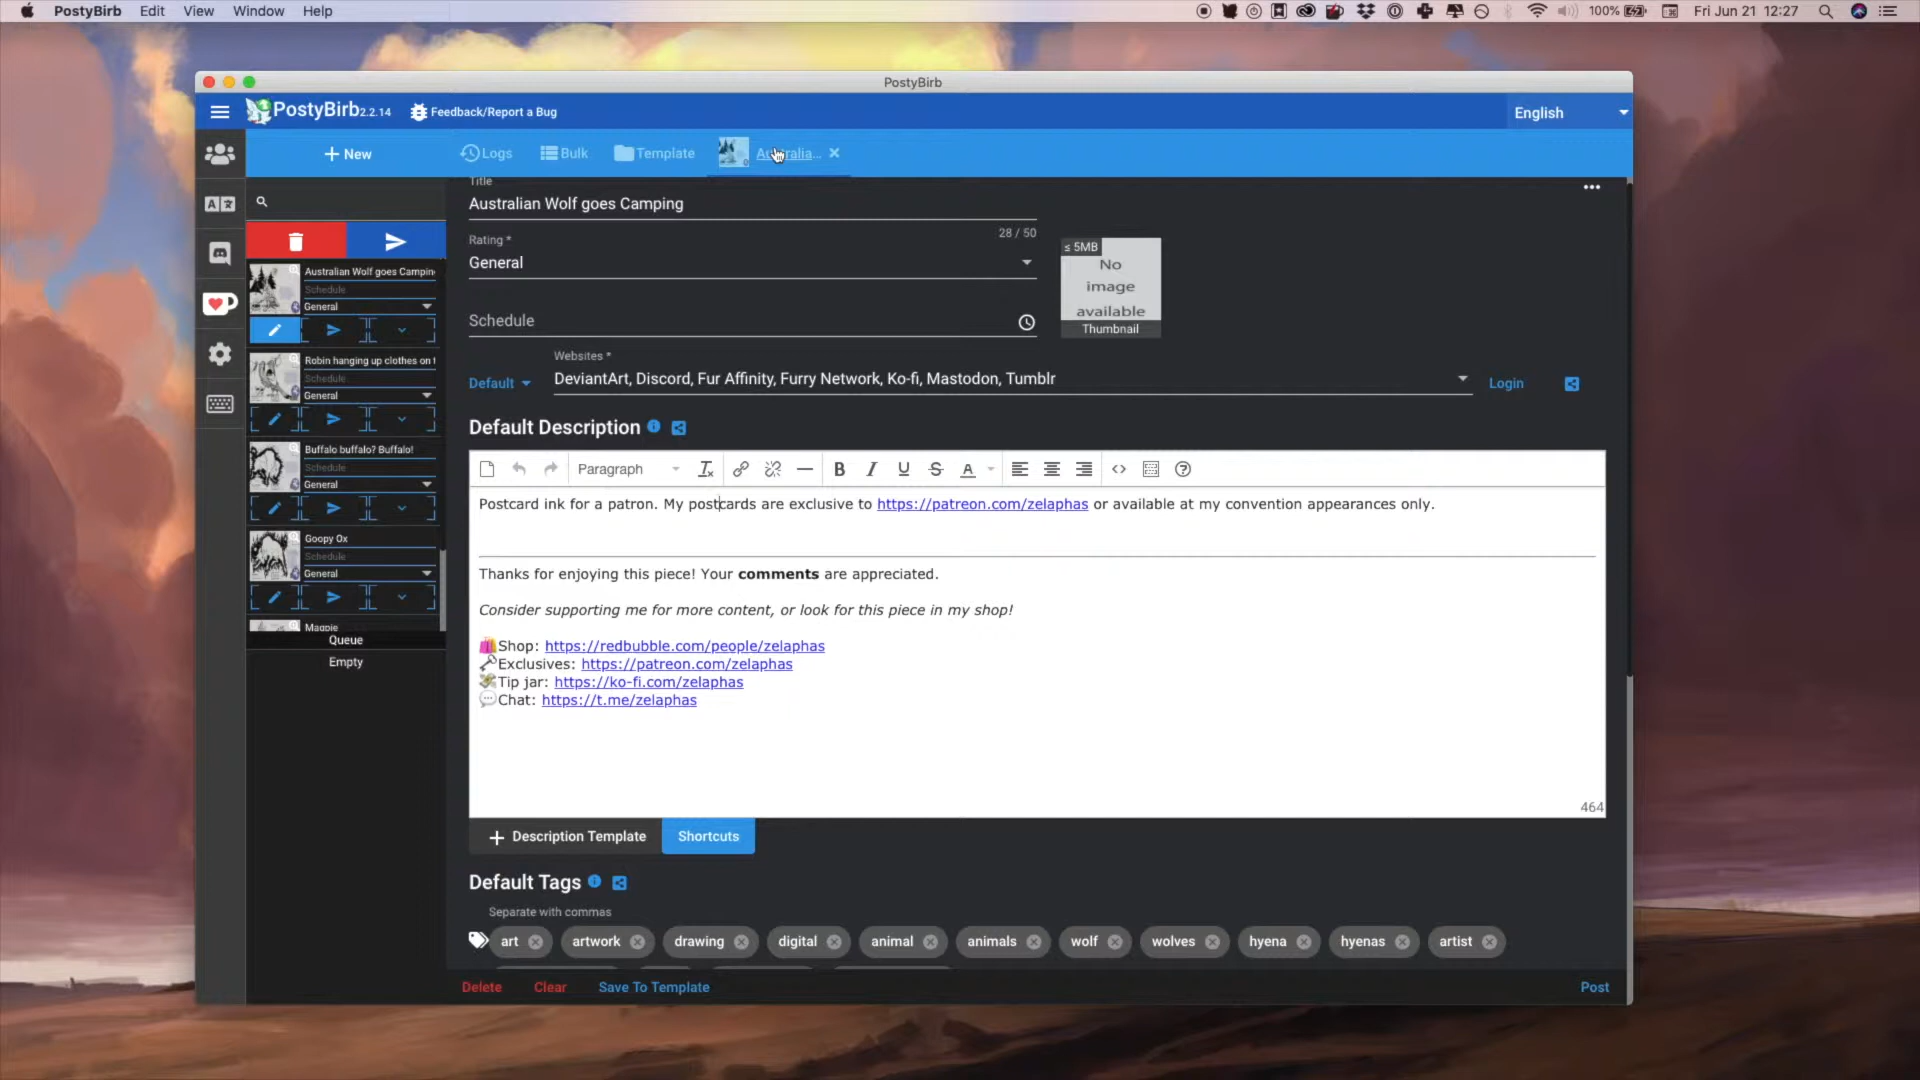 PostyBirb Edit View Window Help 100% Fri Jun 21 12:27
PostyBirb
PostyBirb 2.2.14 Feedback/Report a Bug English
+ New Logs Bulk Template
Title
Australian Wolf goes Camping
28 / 50
Rating *
General
≤ 5MB
No
image
available
Thumbnail
Schedule
Websites *
Default DeviantArt, Discord, Fur Affinity, Furry Network, Ko-fi, Mastodon, Tumblr Login
Australian Wolf goes Camping
Schedule
General
Robin hanging up clothes on t
Schedule
General
Buffalo buffalo? Buffalo!
Schedule
General
Goopy Ox
Schedule
General
Magpie
Queue
Empty
Default Description
Paragraph
Postcard ink for a patron. My postcards are exclusive to https://patreon.com/zelaphas or available at my convention appearances only.
Thanks for enjoying this piece! Your comments are appreciated.
Consider supporting me for more content, or look for this piece in my shop!
Shop: https://redbubble.com/people/zelaphas
Exclusives: https://patreon.com/zelaphas
Tip jar: https://ko-fi.com/zelaphas
Chat: https://t.me/zelaphas
464
+ Description Template Shortcuts
Default Tags
Separate with commas
art artwork drawing digital animal animals wolf wolves hyena hyenas artist
Delete Clear Save To Template Post